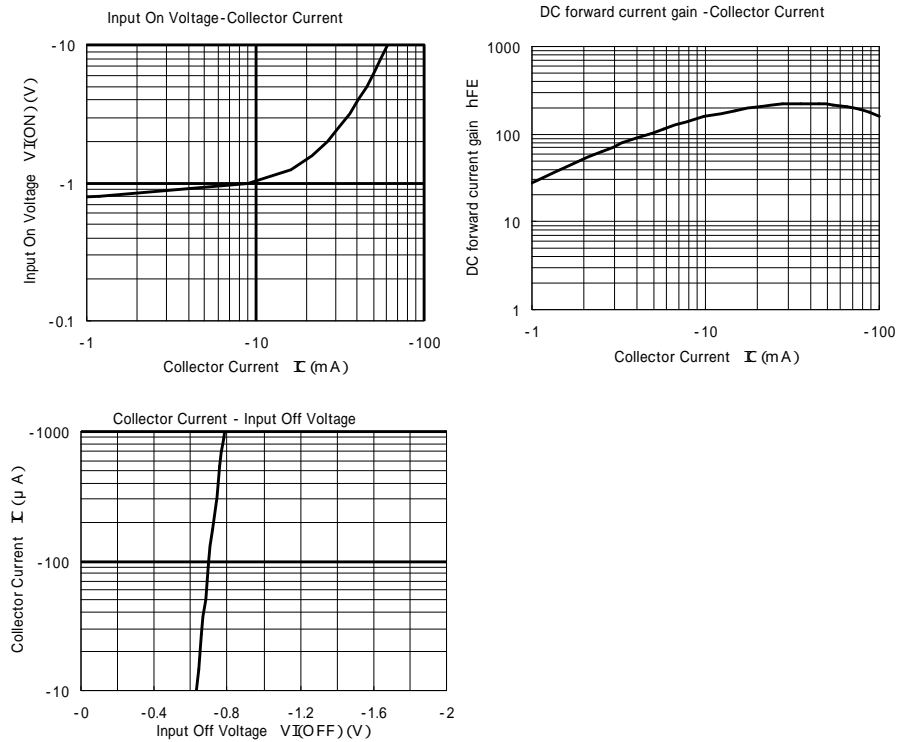 Input On Voltage-Collector Current
Input On Voltage VI(ON)(V)
-10
-1
-0.1
-1
-10
-100
Collector Current IC(mA)
DC forward current gain -Collector Current
DC forward current gain hFE
1000
100
10
1
-1
-10
-100
Collector Current IC(mA)
Collector Current - Input Off Voltage
Collector Current IC(μA)
-1000
-100
-10
-0
-0.4
-0.8
-1.2
-1.6
-2
Input Off Voltage VI(OFF)(V)